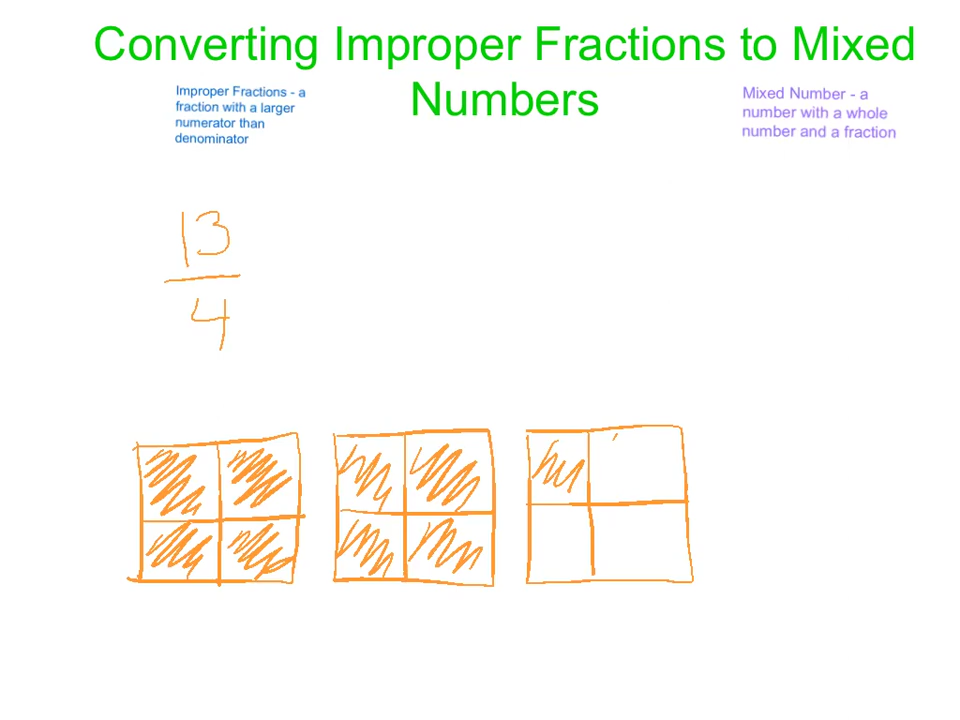 Converting Improper Fractions to Mixed
Numbers
Improper Fractions - a
fraction with a larger
numerator than
denominator
Mixed Number - a
number with a whole
number and a fraction
13
4